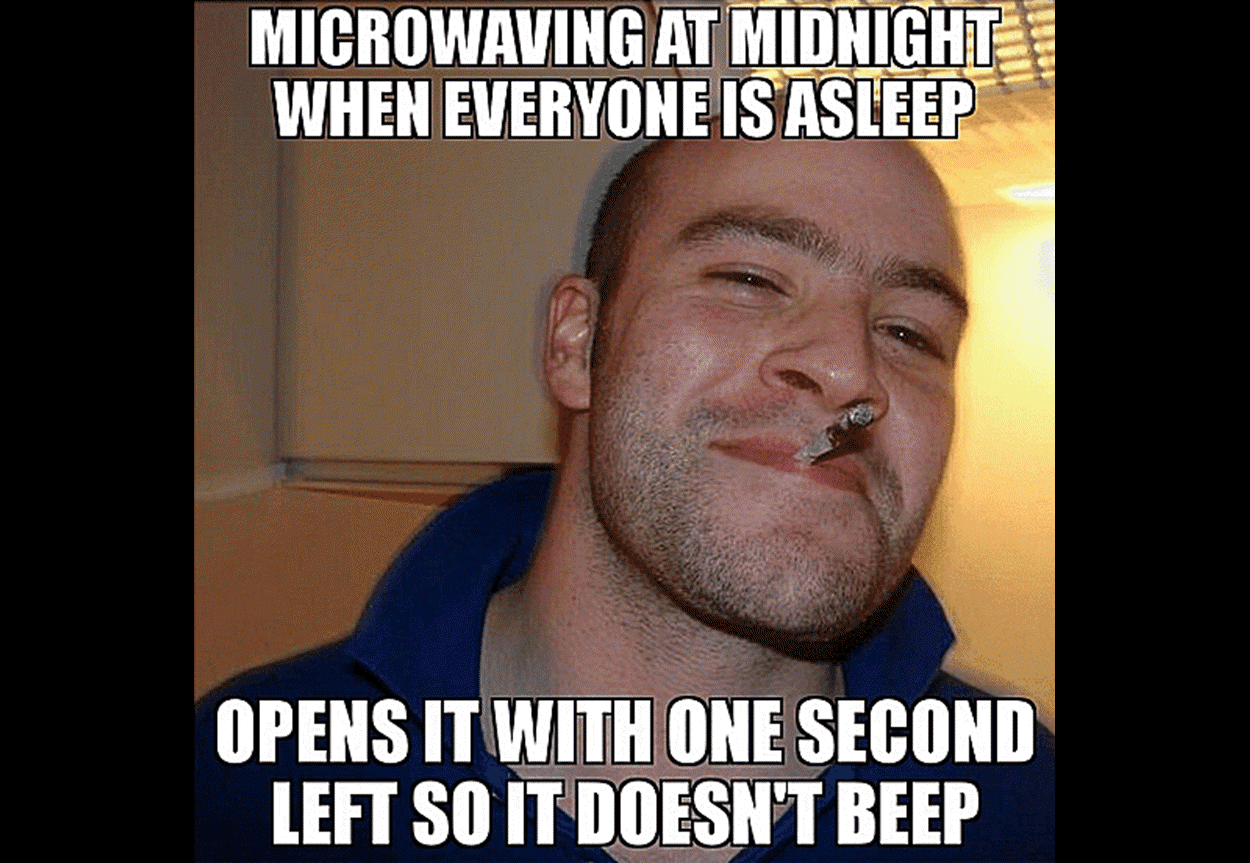 MICROWAVING AT MIDNIGHT
WHEN EVERYONE IS ASLEEP
OPENS IT WITH ONE SECOND
LEFT SO IT DOESN'T BEEP